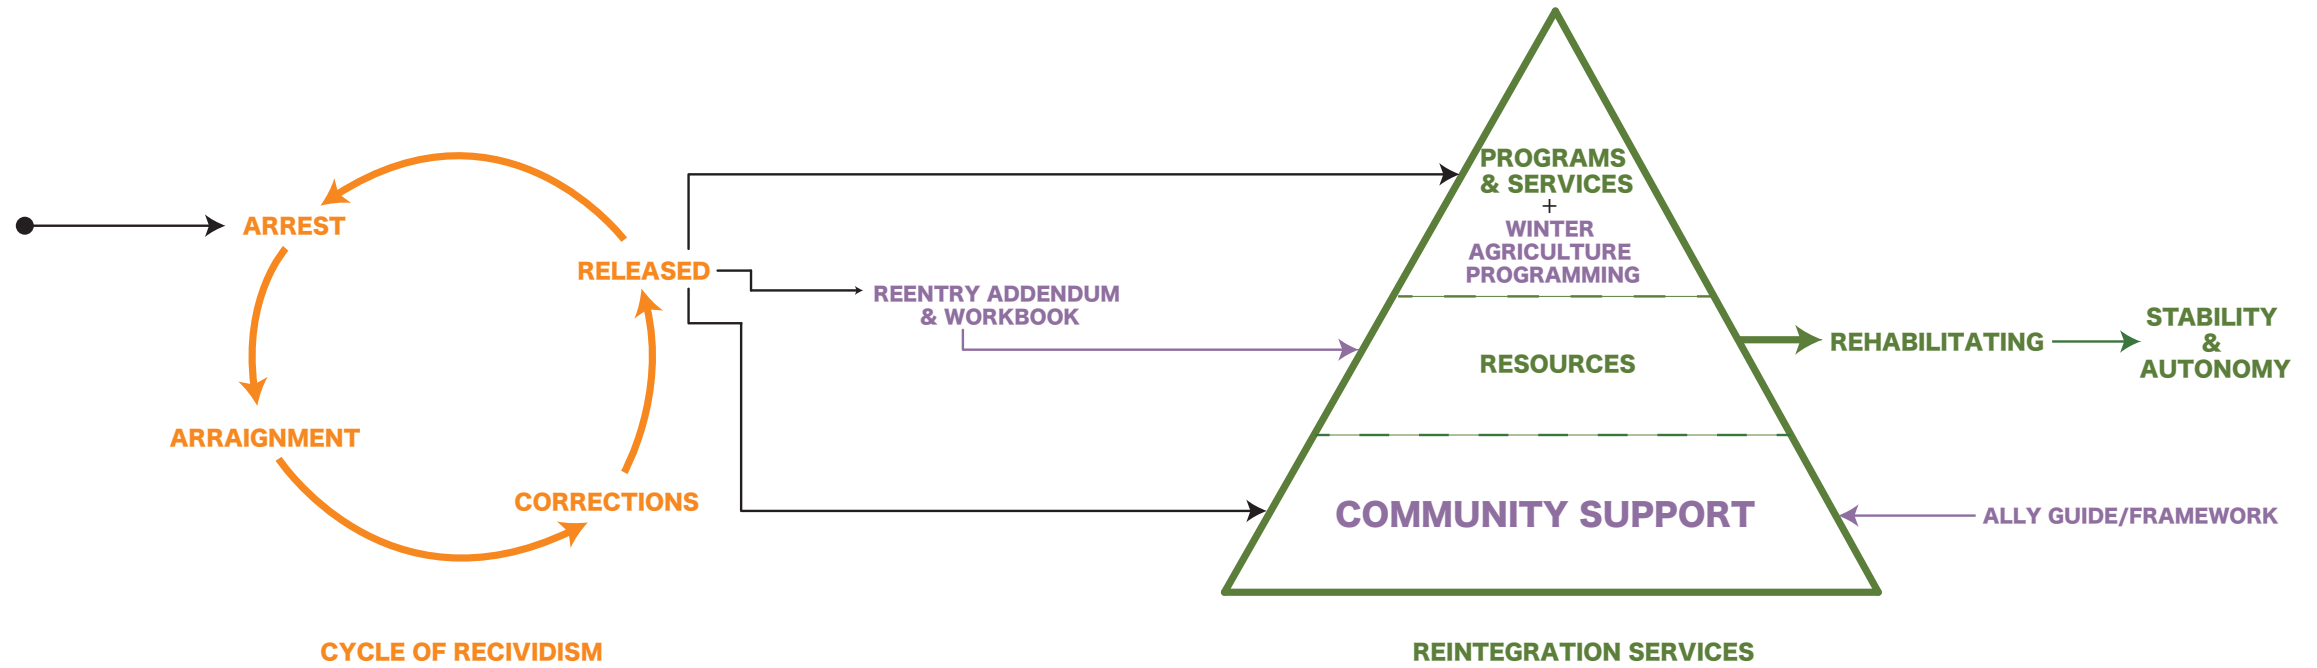 ARREST
ARRAIGNMENT
CORRECTIONS
RELEASED
CYCLE OF RECIVIDISM
REENTRY ADDENDUM
& WORKBOOK
PROGRAMS
& SERVICES
+
WINTER
AGRICULTURE
PROGRAMMING
RESOURCES
COMMUNITY SUPPORT
REINTEGRATION SERVICES
REHABILITATING
STABILITY
&
AUTONOMY
ALLY GUIDE/FRAMEWORK